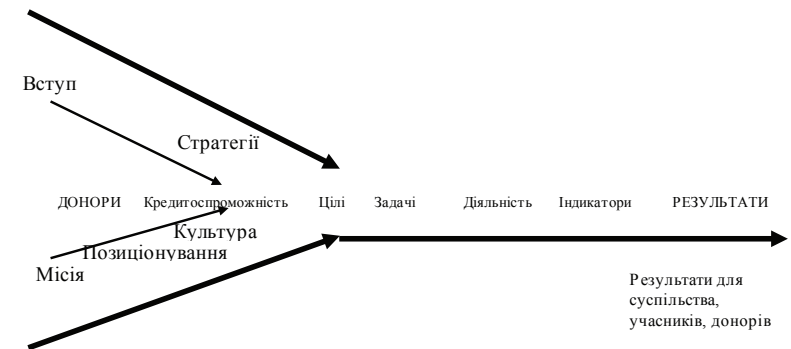 Вступ
Стратегії
ДОНОРИ Кредитоспроможність Цілі Задачі Діяльність Індикатори РЕЗУЛЬТАТИ
Культура
Позиціонування
Місія
Результати для
суспільства,
учасників, донорів